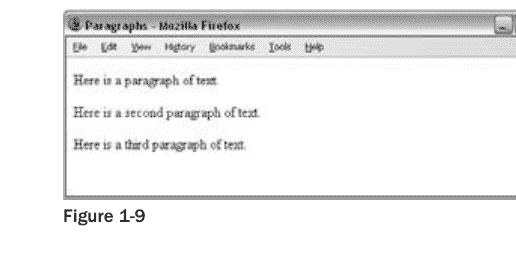 Paragraphs - Mozilla Firefox
File Edit View History Bookmarks Tools Help
Here is a paragraph of text.
Here is a second paragraph of text.
Here is a third paragraph of text.
Figure 1-9